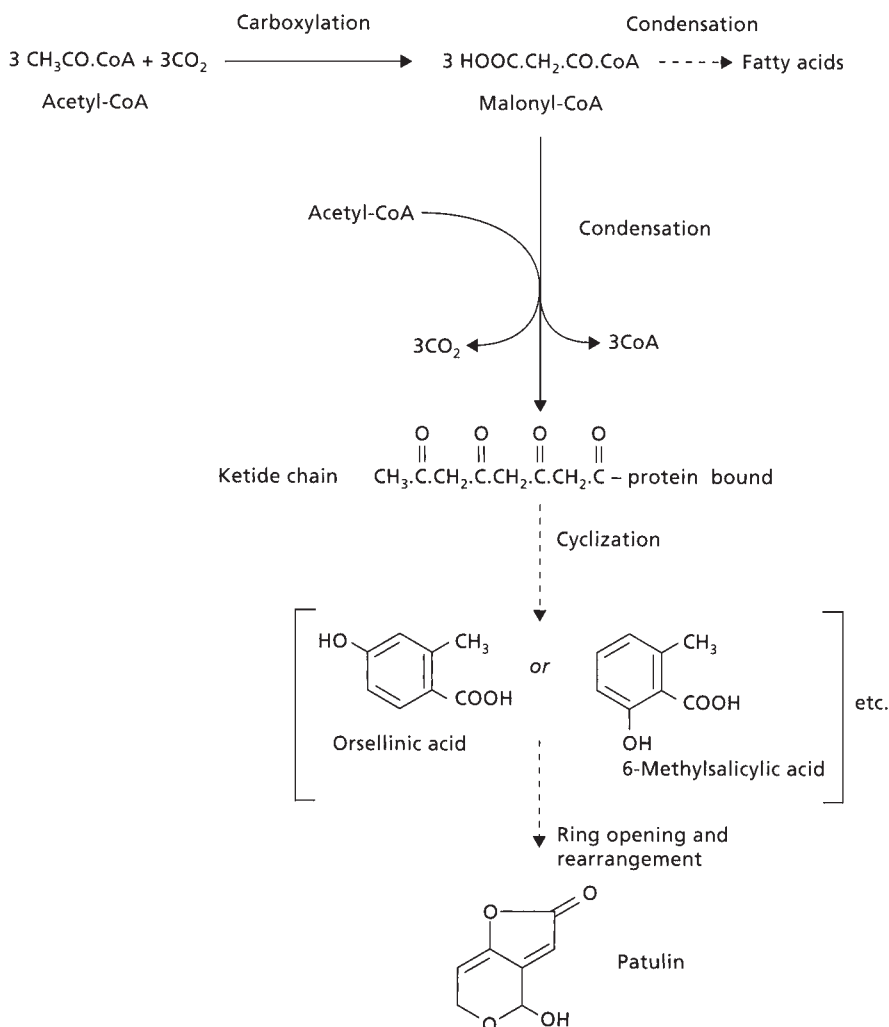 Carboxylation
Condensation
3 CH₃CO.CoA + 3CO₂
3 HOOC.CH₂.CO.CoA
Fatty acids
Acetyl-CoA
Malonyl-CoA
Acetyl-CoA
Condensation
3CO₂
3CoA
O O O O
Ketide chain CH₃.C.CH₂.C.CH₂.C.CH₂.C – protein bound
Cyclization
HO
CH₃
COOH
Orsellinic acid
or
CH₃
COOH
OH
6-Methylsalicylic acid
etc.
Ring opening and
rearrangement
O
O
O
OH
Patulin